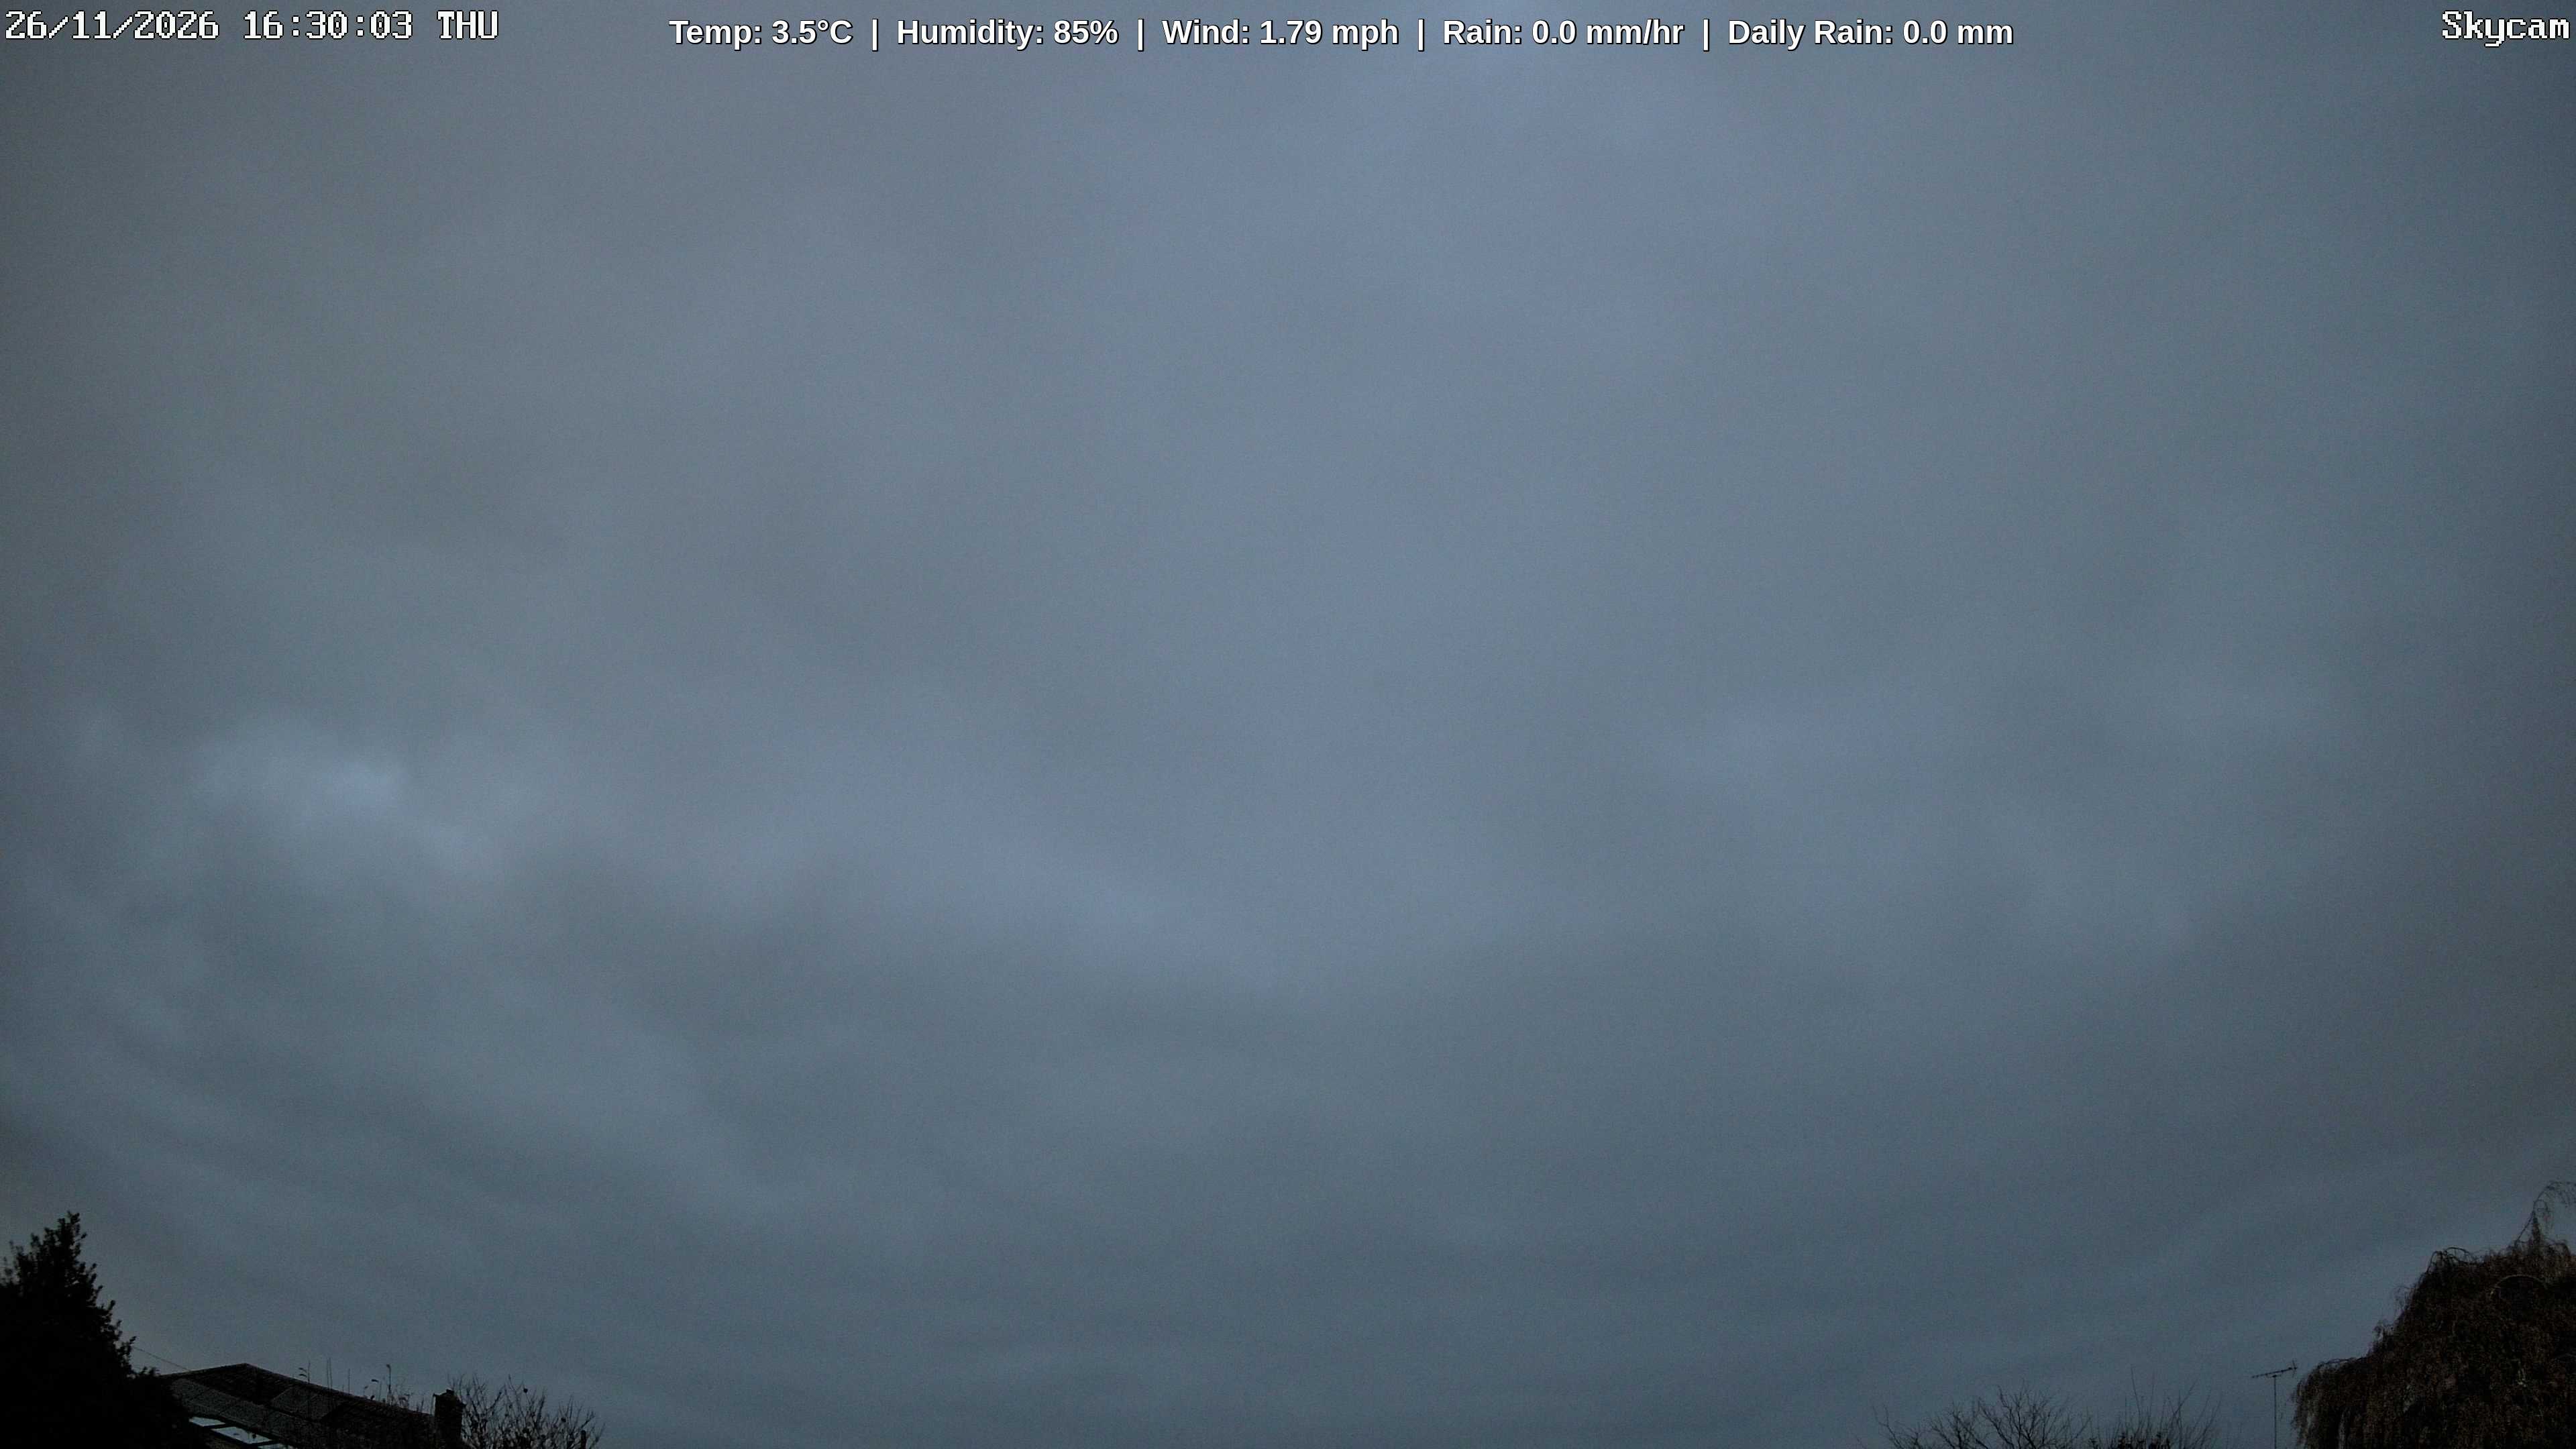 26/11/2026 16:30:03 THU
Temp: 3.5°C | Humidity: 85% | Wind: 1.79 mph | Rain: 0.0 mm/hr | Daily Rain: 0.0 mm
Skycam